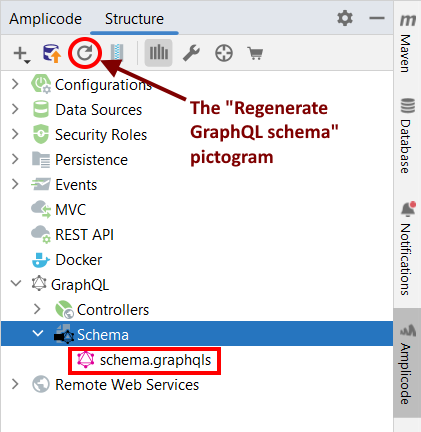 Amplicode Structure
Configurations
Data Sources
Security Roles
Persistence
Events
MVC
REST API
Docker
GraphQL
Controllers
Schema
schema.graphqls
Remote Web Services
The "Regenerate
GraphQL schema"
pictogram
m
Maven
Database
Notifications
Amplicode